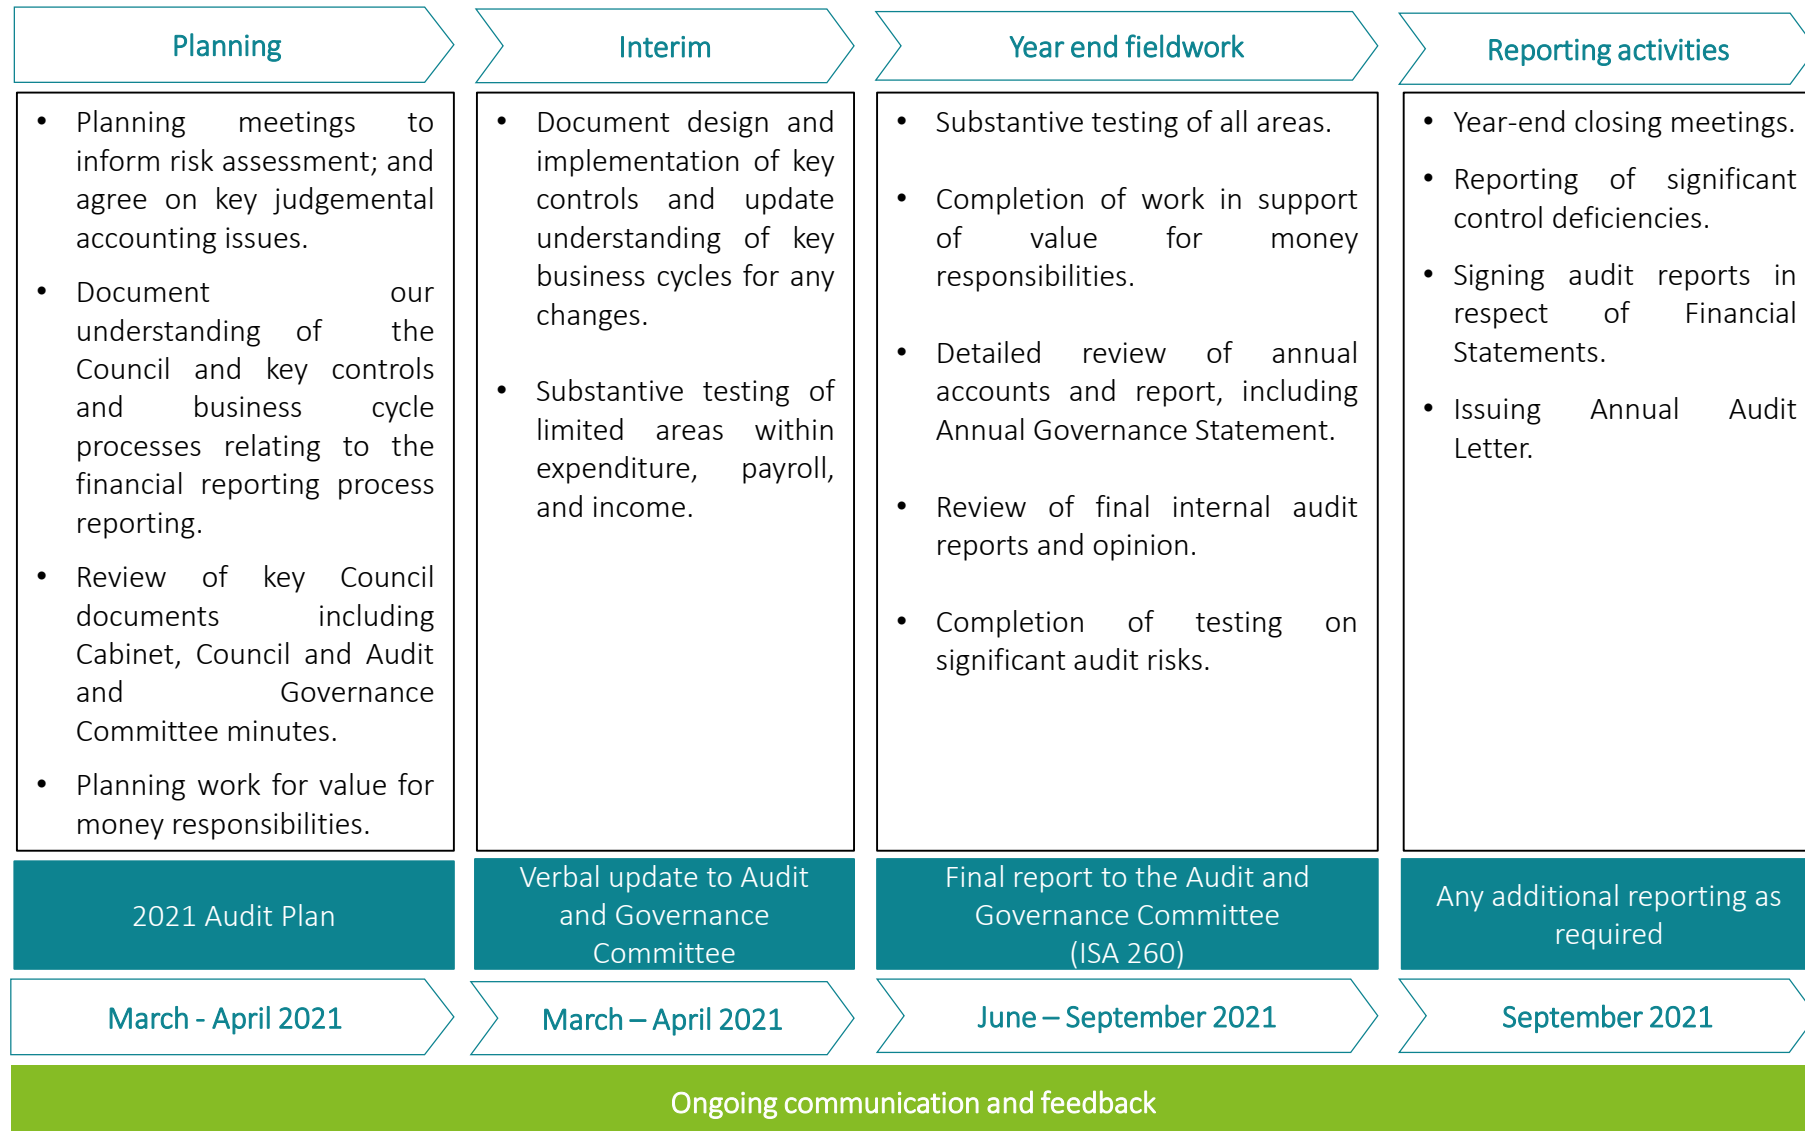 Planning
Interim
Year end fieldwork
Reporting activities
• Planning meetings to
inform risk assessment; and
agree on key judgemental
accounting issues.
• Document our
understanding of the
Council and key controls
and business cycle
processes relating to the
financial reporting process
reporting.
• Review of key Council
documents including
Cabinet, Council and Audit
and Governance
Committee minutes.
• Planning work for value for
money responsibilities.
• Document design and
implementation of key
controls and update
understanding of key
business cycles for any
changes.
• Substantive testing of
limited areas within
expenditure, payroll,
and income.
• Substantive testing of all areas.
• Completion of work in support
of value for money
responsibilities.
• Detailed review of annual
accounts and report, including
Annual Governance Statement.
• Review of final internal audit
reports and opinion.
• Completion of testing on
significant audit risks.
• Year-end closing meetings.
• Reporting of significant
control deficiencies.
• Signing audit reports in
respect of Financial
Statements.
• Issuing Annual Audit
Letter.
2021 Audit Plan
Verbal update to Audit
and Governance
Committee
Final report to the Audit and
Governance Committee
(ISA 260)
Any additional reporting as
required
March - April 2021
March – April 2021
June – September 2021
September 2021
Ongoing communication and feedback